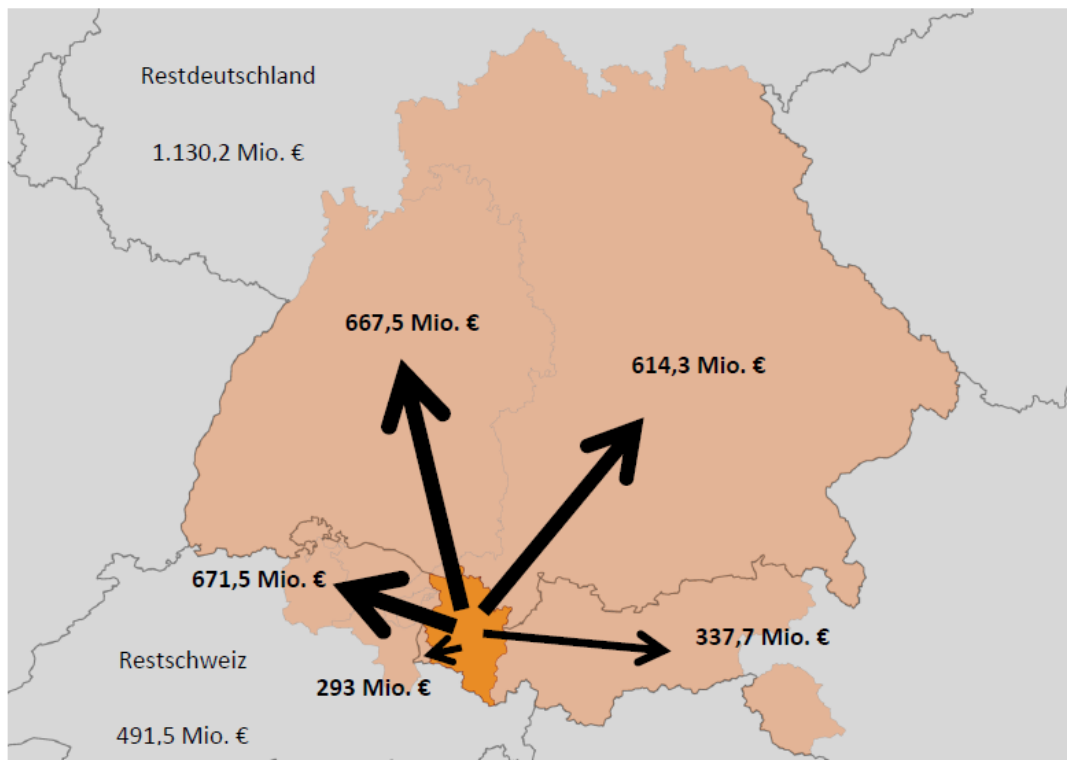 Restdeutschland
1.130,2 Mio. €
667,5 Mio. €
614,3 Mio. €
671,5 Mio. €
337,7 Mio. €
Restschweiz
293 Mio. €
491,5 Mio. €